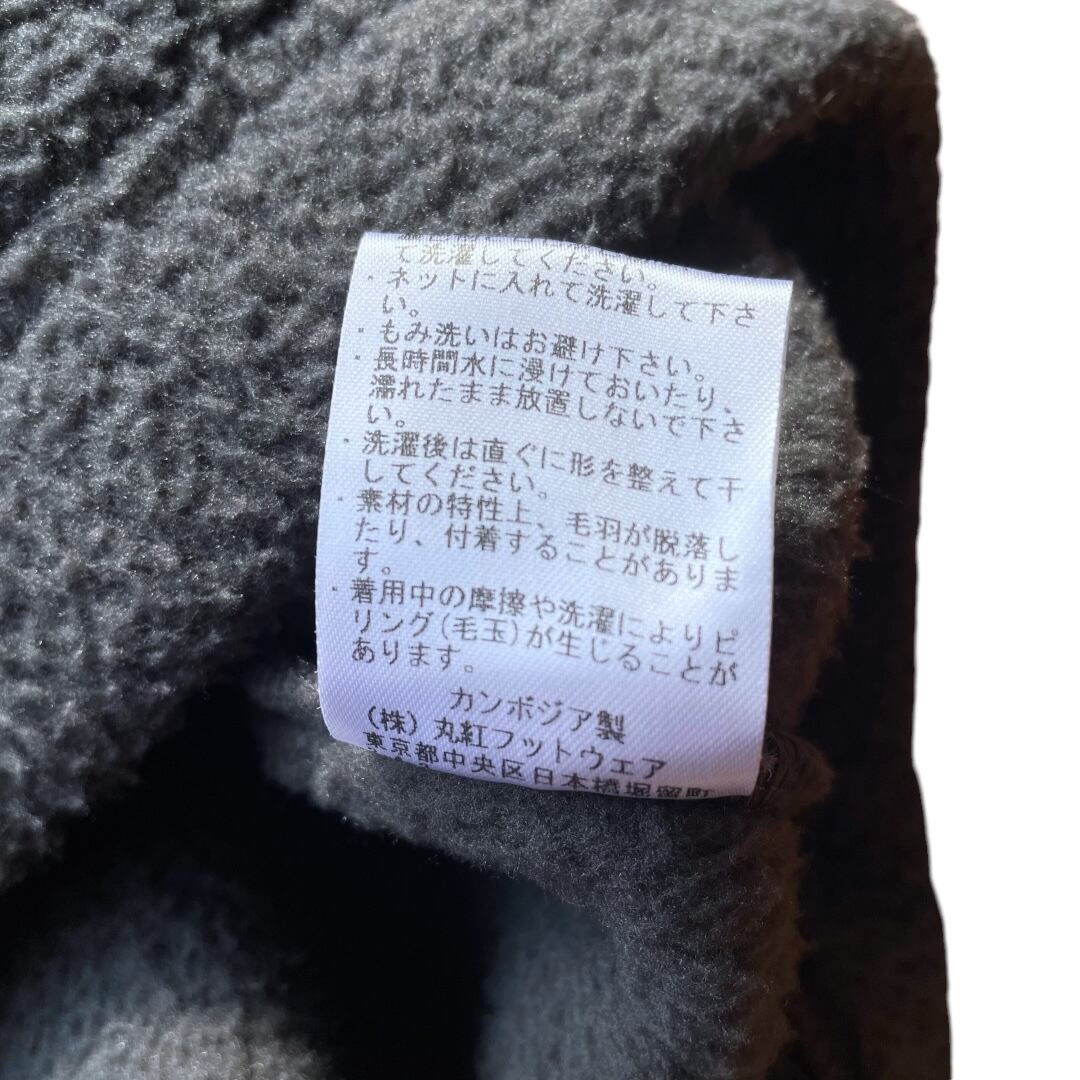 て洗濯してください。
・ネットに入れて洗濯して下さ
い。
・もみ洗いはお避け下さい。
・長時間水に浸けておいたり、
濡れたまま放置しないで下さ
い。
・洗濯後は直ぐに形を整えて干
してください。
・素材の特性上、毛羽が脱落し
たり、付着することがありま
す。
・着用中の摩擦や洗濯によりピ
リング(毛玉)が生じることが
あります。
カンボジア製
(株)丸紅フットウェア
東京都中央区日本橋堀留町